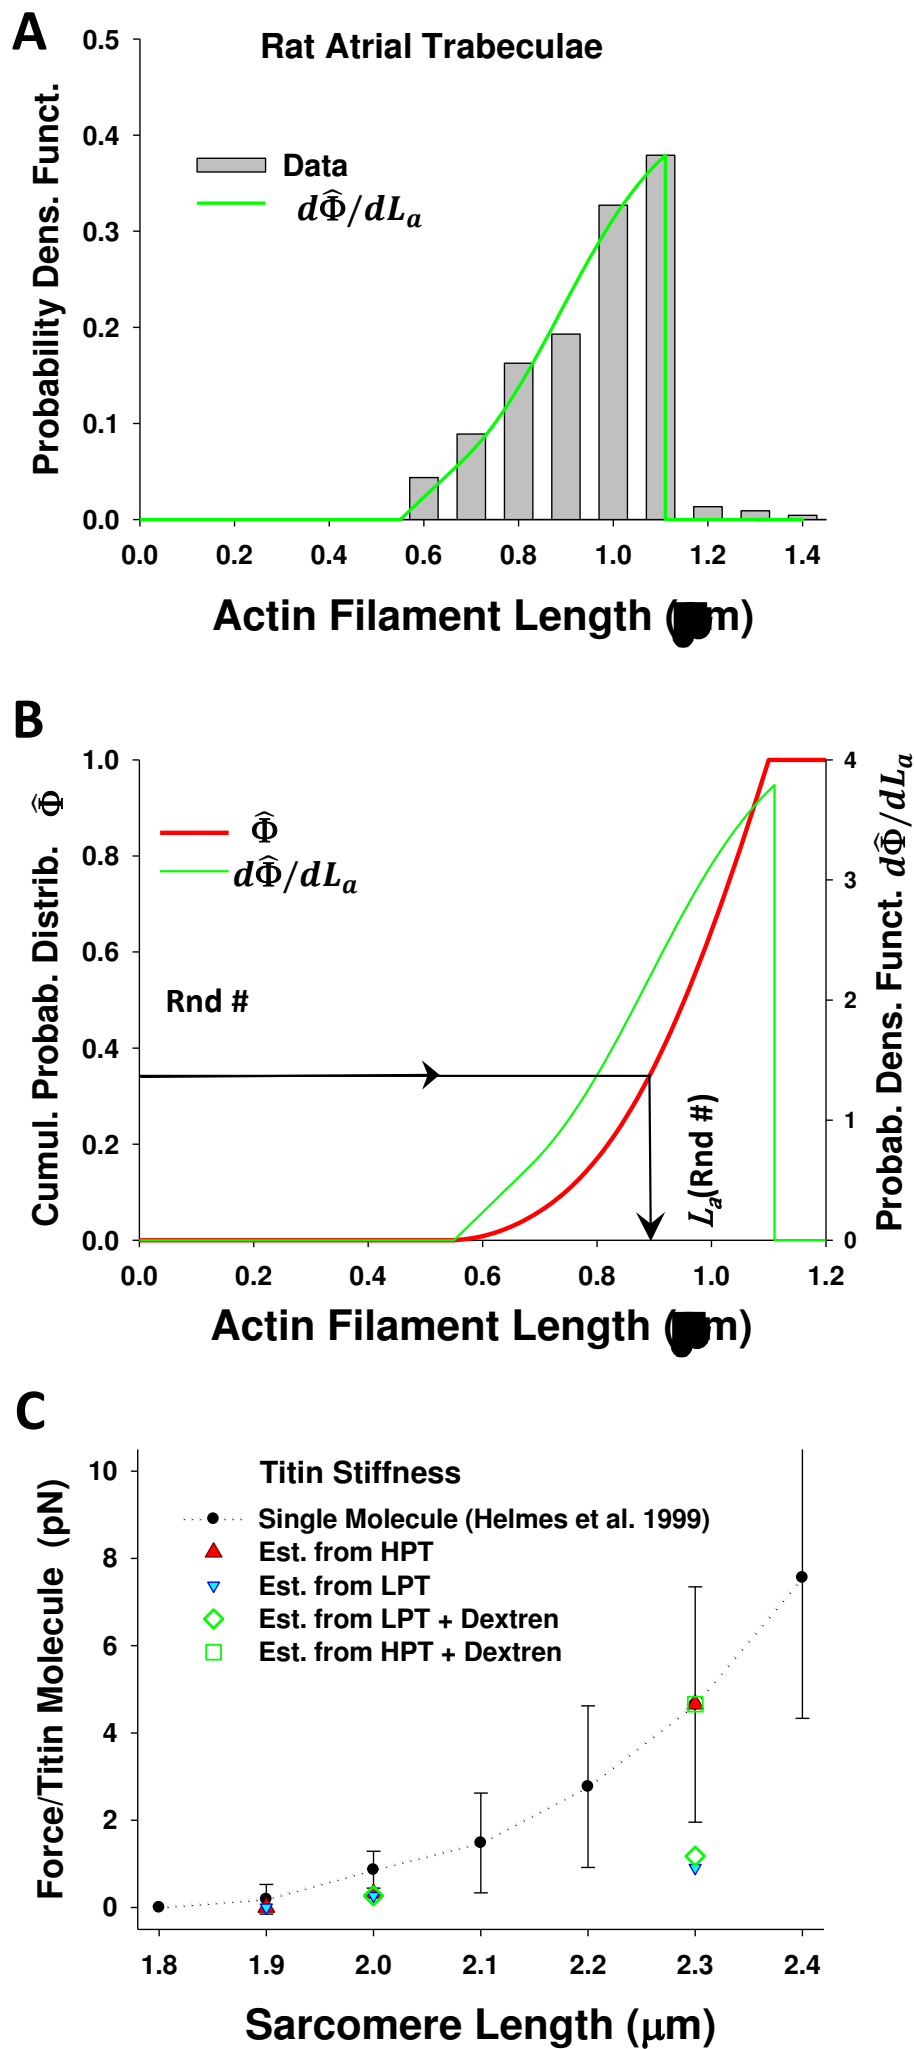 A
Rat Atrial Trabeculae
Probability Dens. Funct.
0.5
0.4
0.3
0.2
0.1
0.0
Data
dΦ̂/dLₐ
0.0 0.2 0.4 0.6 0.8 1.0 1.2 1.4
Actin Filament Length (m)
B
Cumul. Probab. Distrib. Φ̂
1.0
0.8
0.6
0.4
0.2
0.0
Φ̂
dΦ̂/dLₐ
Rnd #
Lₐ(Rnd #)
4
3
2
1
0
Probab. Dens. Funct. dΦ̂/dLₐ
0.0 0.2 0.4 0.6 0.8 1.0 1.2
Actin Filament Length (m)
C
Force/Titin Molecule (pN)
10
8
6
4
2
0
Titin Stiffness
Single Molecule (Helmes et al. 1999)
Est. from HPT
Est. from LPT
Est. from LPT + Dextren
Est. from HPT + Dextren
1.8 1.9 2.0 2.1 2.2 2.3 2.4
Sarcomere Length (μm)